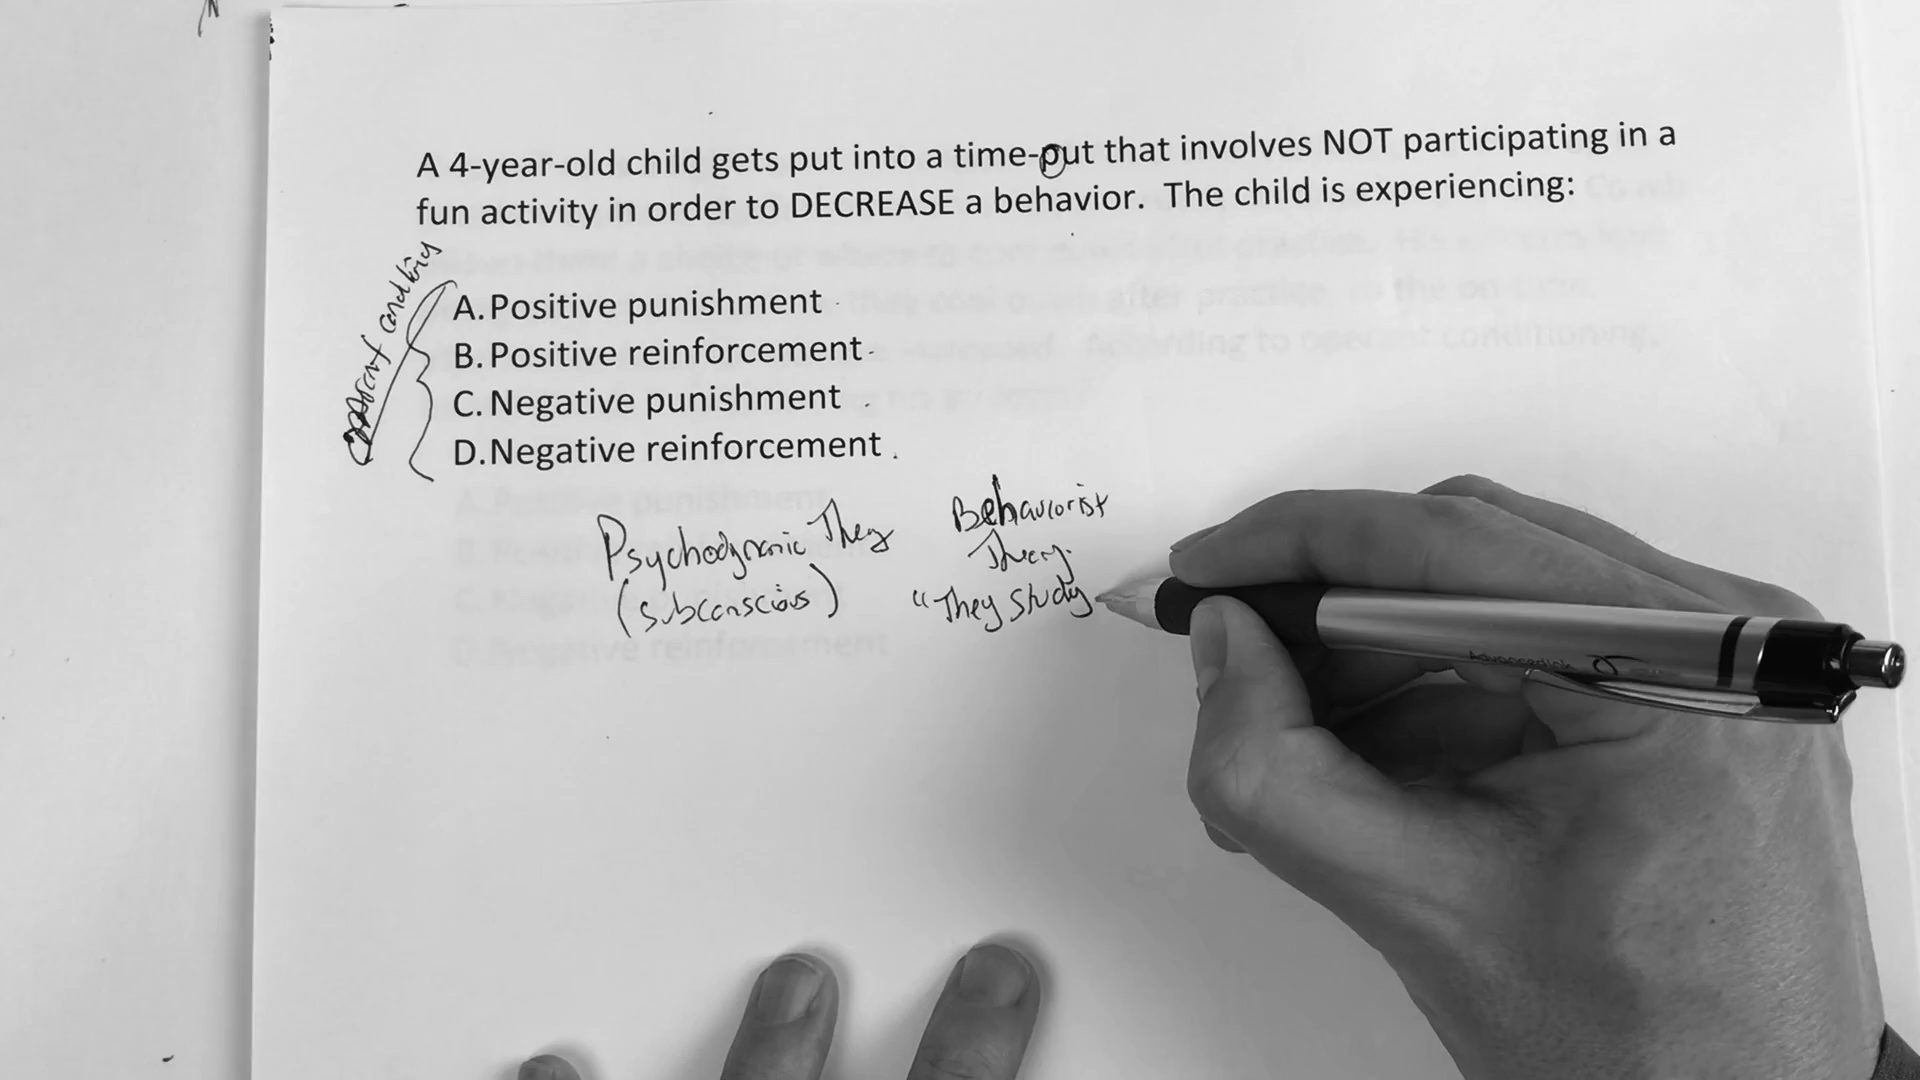 A 4-year-old child gets put into a time-out that involves NOT participating in a
fun activity in order to DECREASE a behavior. The child is experiencing:
A. Positive punishment
B. Positive reinforcement
C. Negative punishment
D. Negative reinforcement
Psychodynamic
(subconscious)
Behaviorist
Theory
"They study